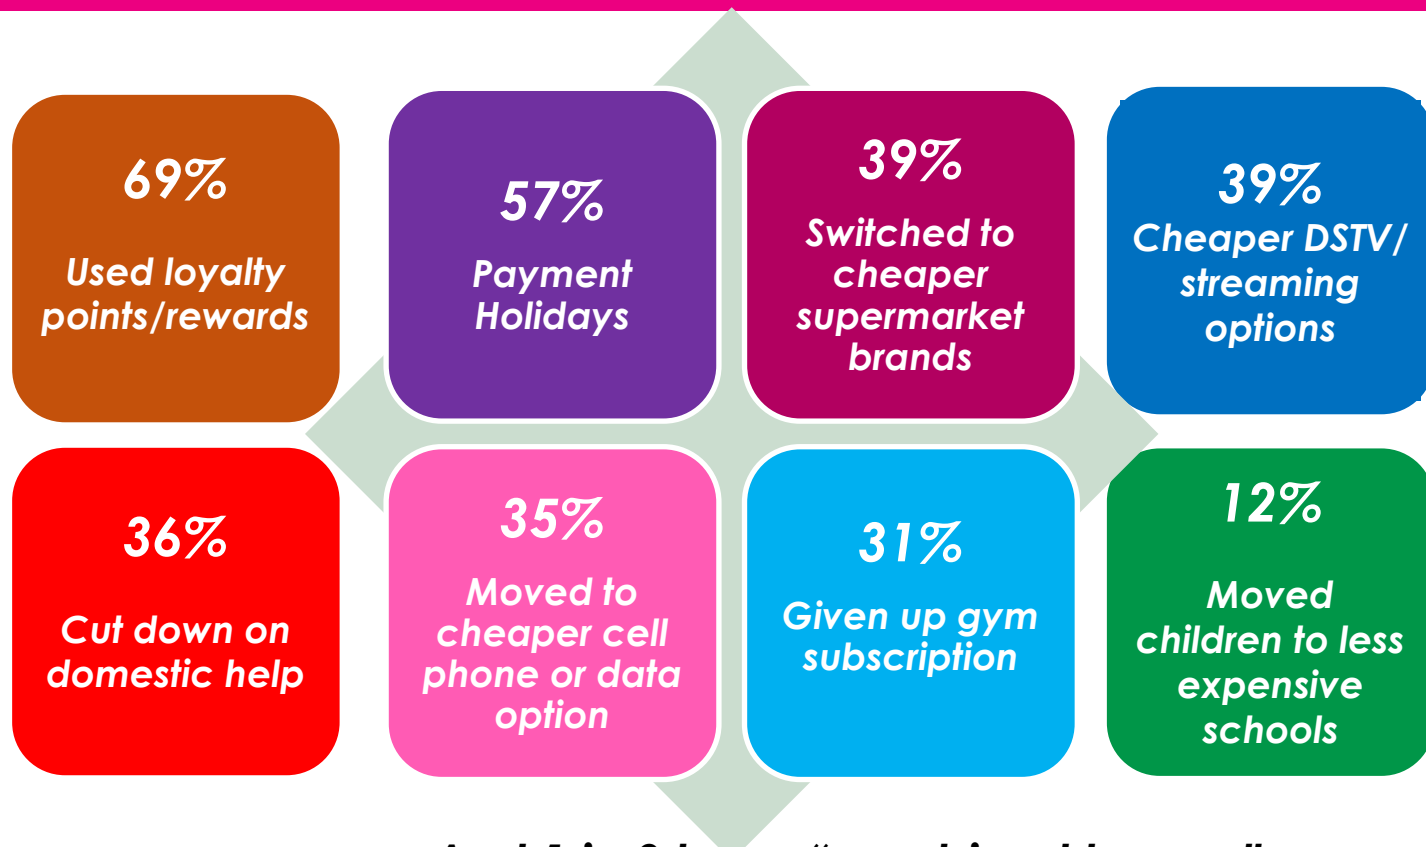 69%
Used loyalty
points/rewards
57%
Payment
Holidays
39%
Switched to
cheaper
supermarket
brands
39%
Cheaper DSTV/
streaming
options
36%
Cut down on
domestic help
35%
Moved to
cheaper cell
phone or data
option
31%
Given up gym
subscription
12%
Moved
children to less
expensive
schools